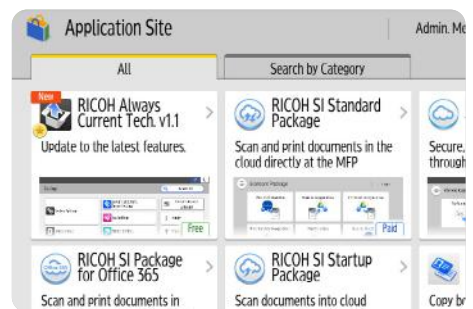 Application Site
Admin. Mo
All
Search by Category
New
RICOH Always
Current Tech. v1.1
Update to the latest features.
Free
RICOH SI Standard
Package
Scan and print documents in the
cloud directly at the MFP
Paid
Secure,
through
RICOH SI Package
for Office 365
Scan and print documents in
RICOH SI Startup
Package
Scan documents into cloud
Copy br